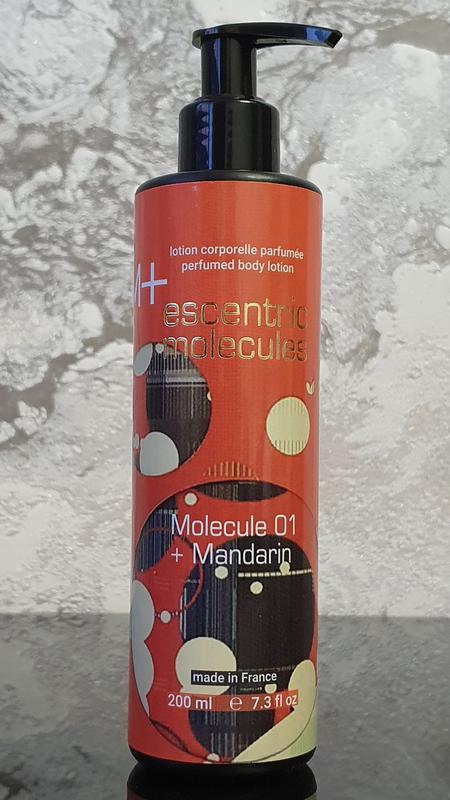 lotion corporelle parfumée
perfumed body lotion
M+
escentric
molecules
Molecule 01
+ Mandarin
made in France
200 ml ℮ 7.3 fl oz